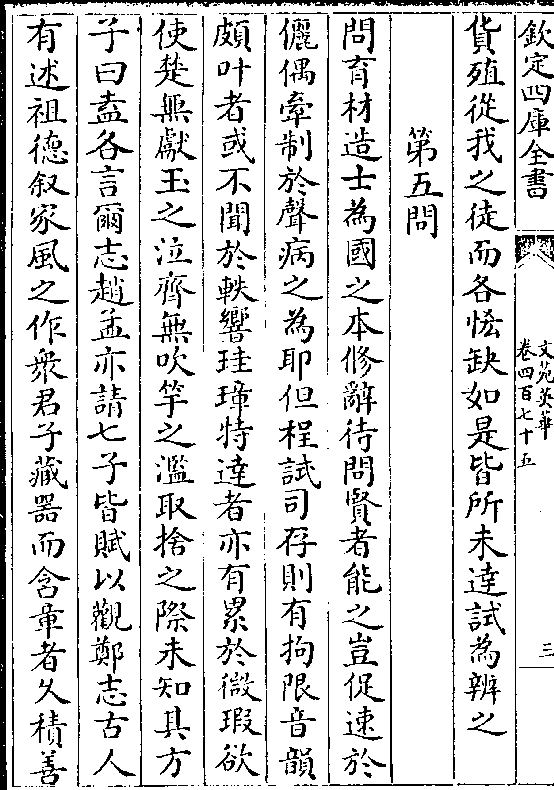 欽定四庫全書
文苑英華
卷四百七十五
三
貨殖從我之徒而各恡缺如是皆所未達試為辨之
第五問
問育材造士為國之本修辭待問賢者能之豈促速於
儷偶牽制於聲病之為耶但桯試司存則有拘限音韻
頗叶者或不聞於軼響珪璋特達者亦有累於微瑕欲
使楚無獻玉之泣齊無吹竽之濫取捨之際未知其方
子曰盍各言爾志趙孟亦請七子皆賦以觀鄭志古人
有述祖德叙家風之作衆君子藏器而含章者久積善